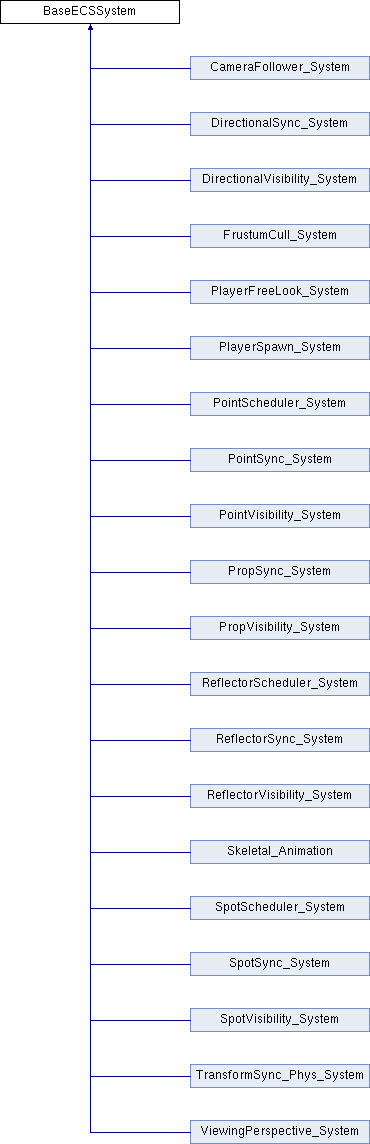 BaseECSSystem
CameraFollower_System
DirectionalSync_System
DirectionalVisibility_System
FrustumCull_System
PlayerFreeLook_System
PlayerSpawn_System
PointScheduler_System
PointSync_System
PointVisibility_System
PropSync_System
PropVisibility_System
ReflectorScheduler_System
ReflectorSync_System
ReflectorVisibility_System
Skeletal_Animation
SpotScheduler_System
SpotSync_System
SpotVisibility_System
TransformSync_Phys_System
ViewingPerspective_System